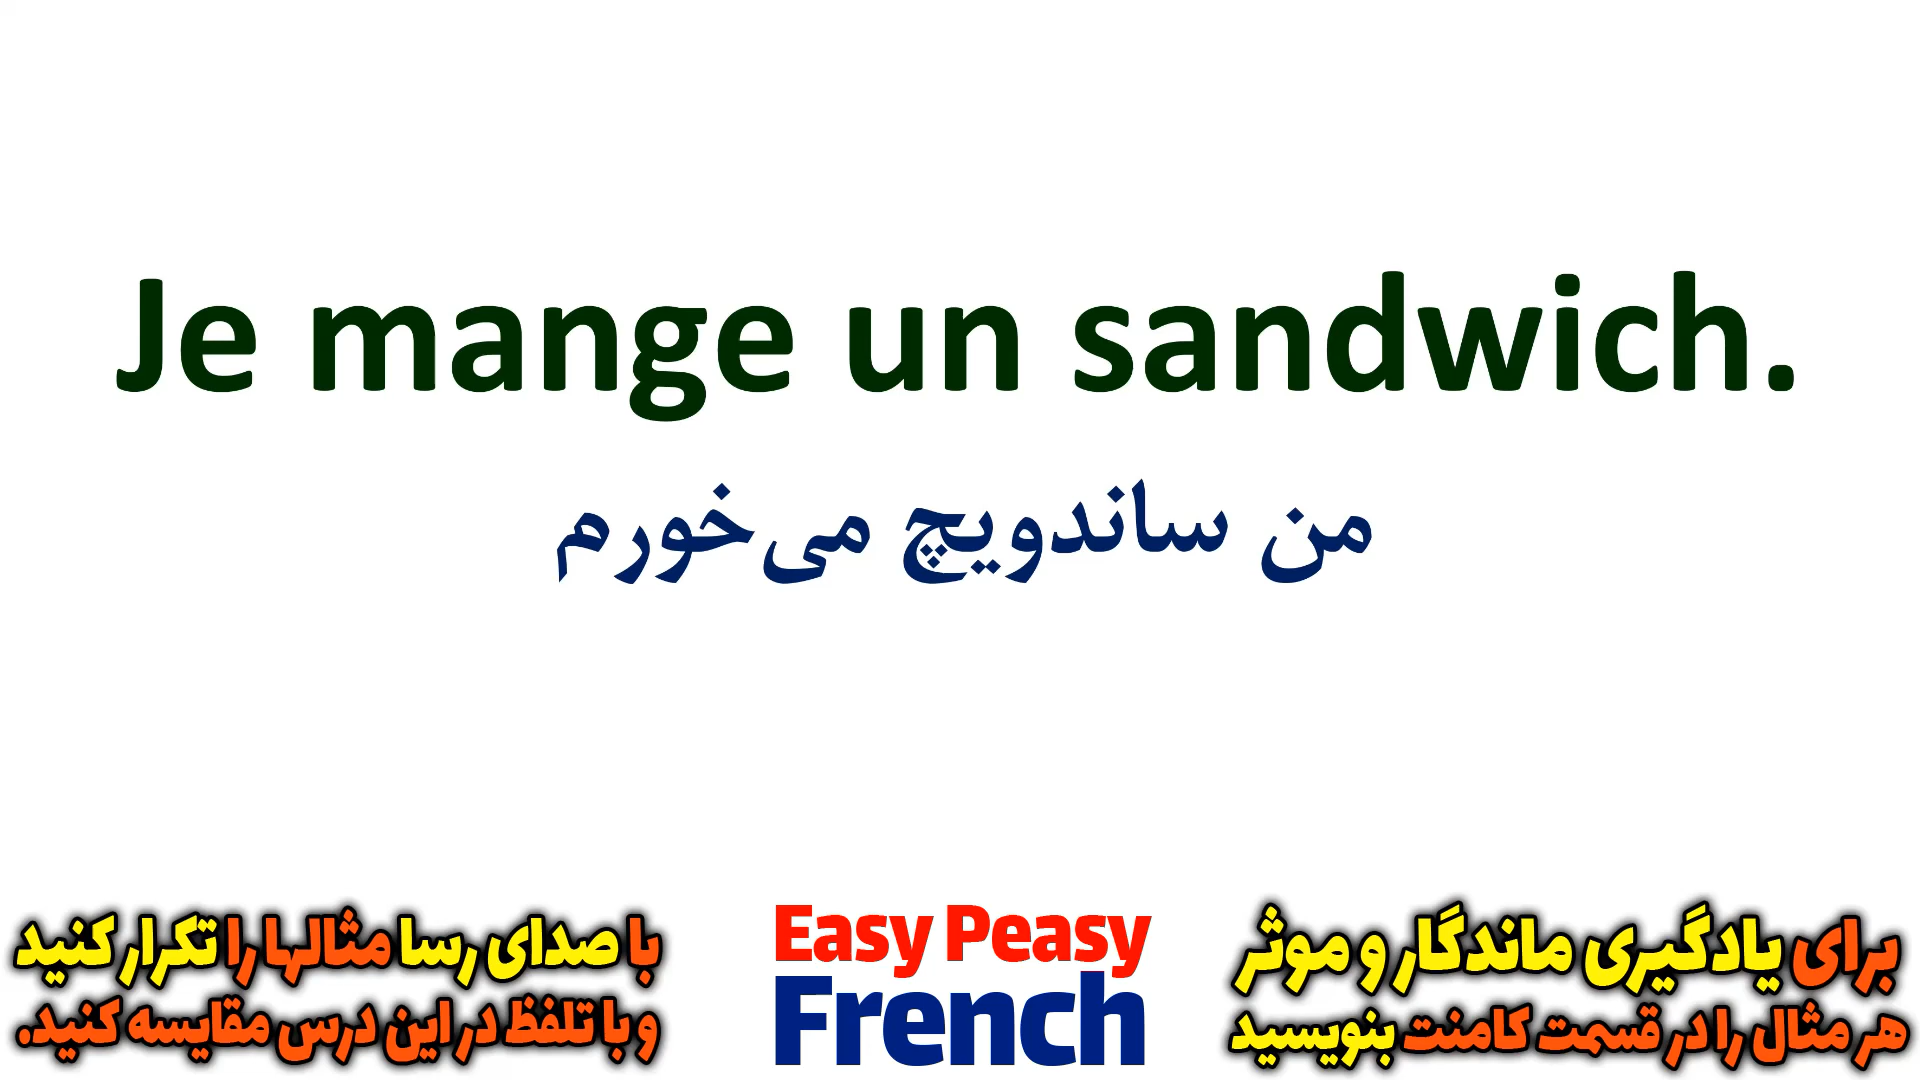 Je mange un sandwich.
من ساندویچ می‌خورم
برای یادگیری ماندگار و موثر
هر مثال را در قسمت کامنت بنویسید
Easy Peasy
French
با صدای رسا مثالها را تکرار کنید
و با تلفظ در این درس مقایسه کنید.